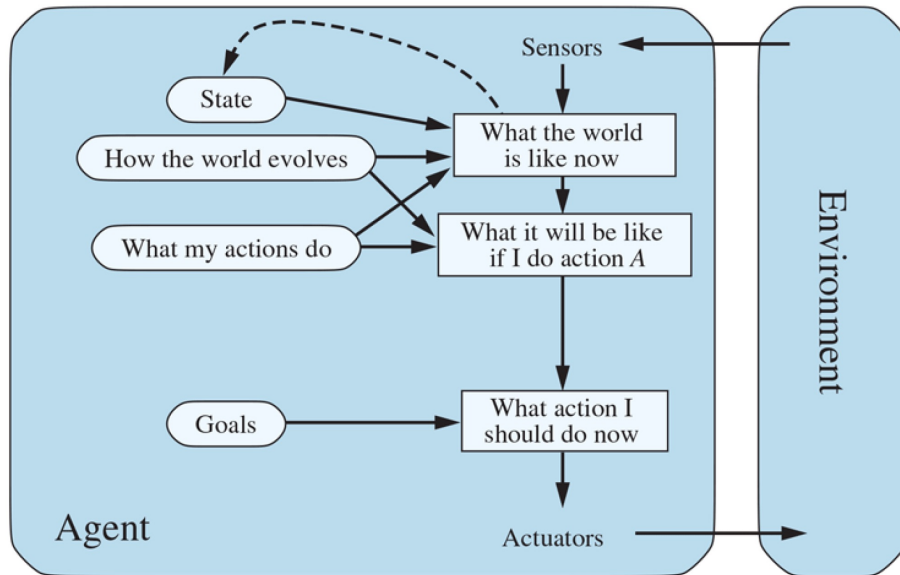 Sensors
State
What the world
is like now
How the world evolves
What my actions do
What it will be like
if I do action A
Goals
What action I
should do now
Agent
Actuators
Environment